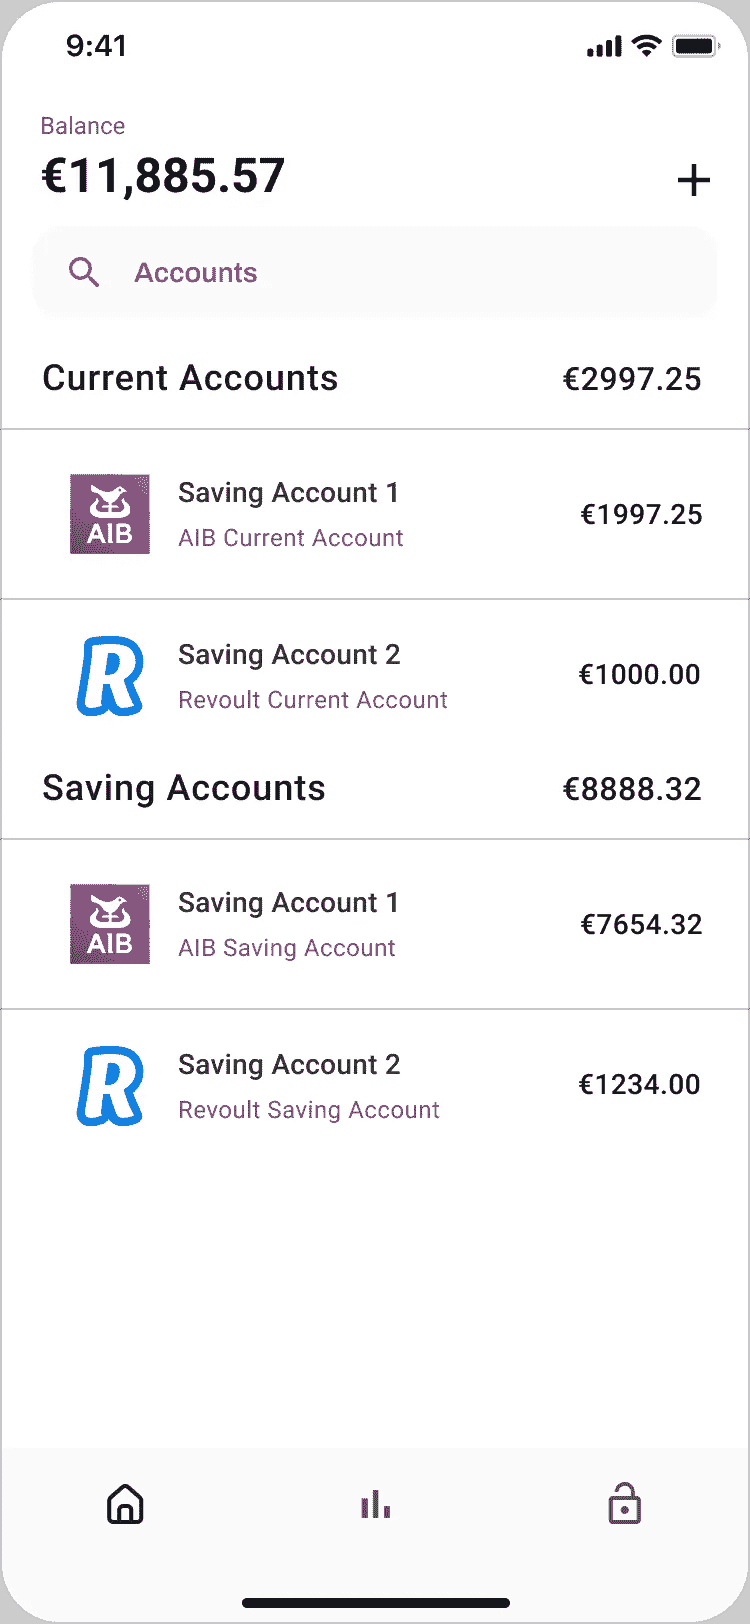 9:41
Balance
€11,885.57
Accounts
Current Accounts €2997.25
AIB
Saving Account 1
AIB Current Account
€1997.25
R
Saving Account 2
Revoult Current Account
€1000.00
Saving Accounts €8888.32
AIB
Saving Account 1
AIB Saving Account
€7654.32
R
Saving Account 2
Revoult Saving Account
€1234.00